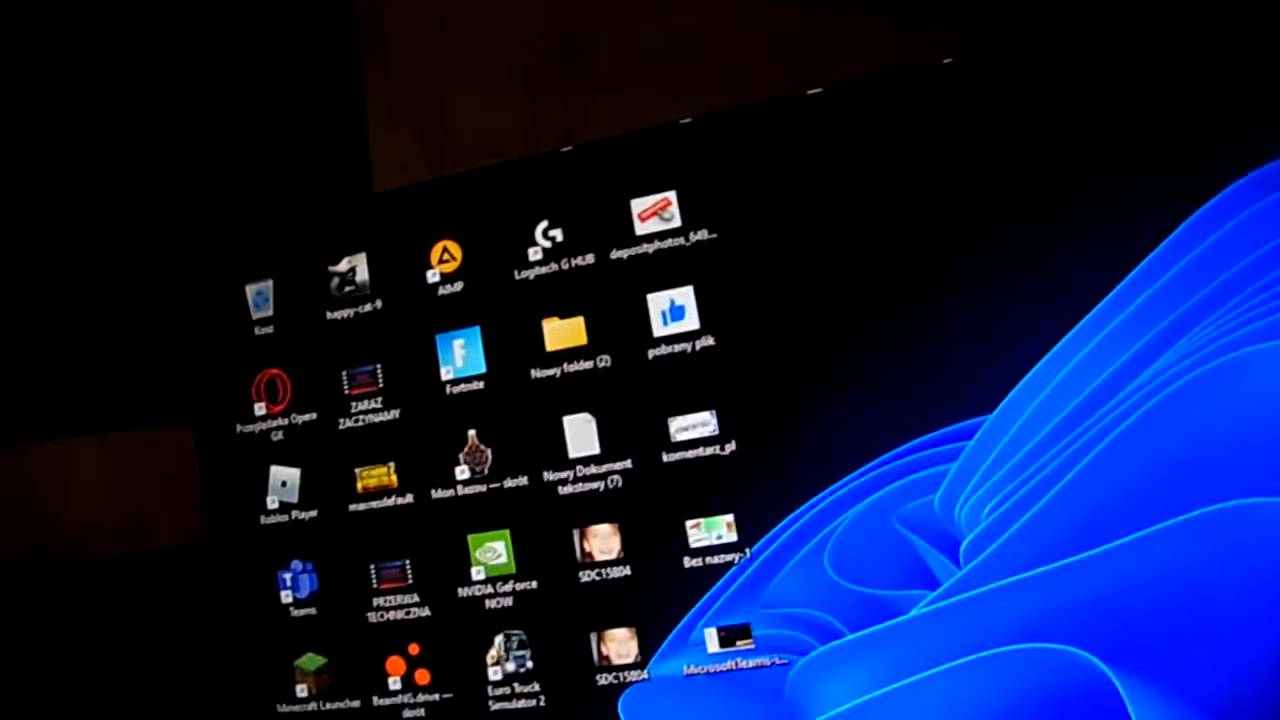 Kosz
happy-cat-9
AIMP
Logitech G HUB
depositphotos_649...
Przeglądarka Opera
GX
ZARAZ
ZACZYNAMY
Fortnite
Nowy folder (2)
pobrany plik
Roblox Player
maxresdefault
Mon Bazou — skrót
Nowy Dokument
tekstowy (7)
komentarz_pl
Teams
PRZERWA
TECHNICZNA
NVIDIA GeForce
NOW
SDC15804
Bez nazwy-1
Minecraft Launcher
BeamNG.drive —
skrót
Euro Truck
Simulator 2
SDC15804
MicrosoftTeams-i...